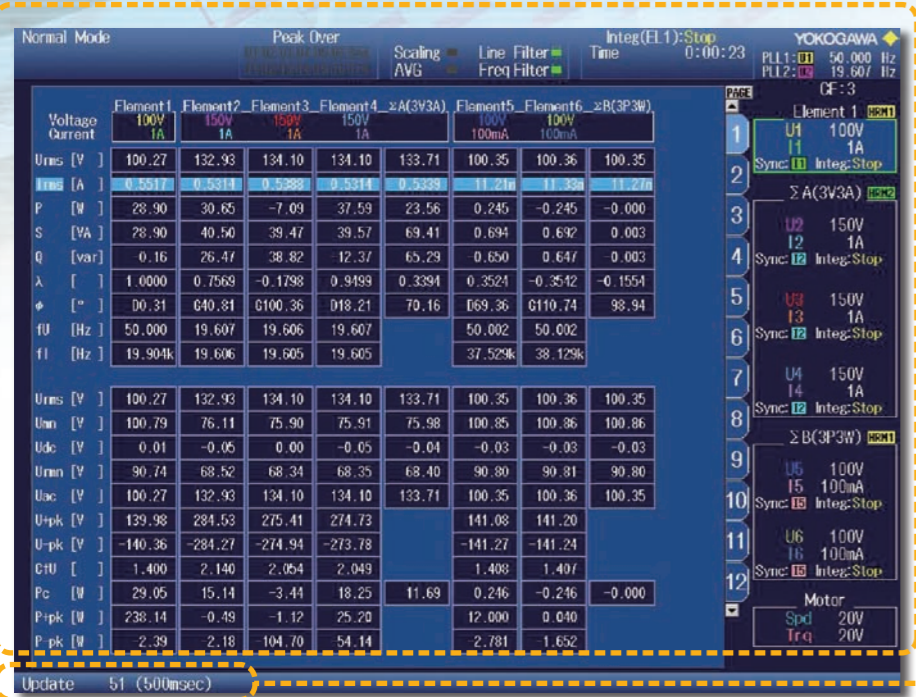 Normal Mode Peak Over Integ(EL1):Stop YOKOGAWA
Scaling Line Filter Time 0:00:23 PLL1:U1 50.000 Hz
AVG Freq Filter PLL2: 19.607 Hz
PAGE CF:3
Element 1 Element2 Element3 Element4 ΣA(3V3A) Element5 Element6 ΣB(3P3W) Element 1 HRM1
Voltage 100V 150V 150V 150V 100V 100V U1 100V
Current 1A 1A 1A 1A 100mA 100mA 1 I1 1A
Sync: I1 Integ:Stop
Urms [V ] 100.27 132.93 134.10 134.10 133.71 100.35 100.36 100.35
Irms [A ] 0.5517 0.5314 0.5388 0.5314 0.5339 11.21m 11.33m 11.27m 2
ΣA(3V3A) HRM2
P [W ] 28.90 30.65 -7.09 37.59 23.56 0.245 -0.245 -0.000 3 U2 150V
S [VA ] 28.90 40.50 39.47 39.57 69.41 0.694 0.692 0.003 I2 1A
Q [var] -0.16 26.47 38.82 -12.37 65.29 -0.650 0.647 -0.003 4 Sync: I2 Integ:Stop
λ [ ] 1.0000 0.7569 -0.1798 0.9499 0.3394 0.3524 -0.3542 -0.1554
φ [° ] D0.31 G40.81 G100.36 D18.21 70.16 D69.36 G110.74 98.94 5 U3 150V
fU [Hz ] 50.000 19.607 19.606 19.607 50.002 50.002 I3 1A
fI [Hz ] 19.904k 19.606 19.605 19.605 37.529k 38.129k 6 Sync: I2 Integ:Stop
7 U4 150V
I4 1A
Urms [V ] 100.27 132.93 134.10 134.10 133.71 100.35 100.36 100.35 Sync: I2 Integ:Stop
Umn [V ] 100.79 76.11 75.90 75.91 75.98 100.85 100.86 100.86 8
Udc [V ] 0.01 -0.05 0.00 -0.05 -0.04 -0.03 -0.03 -0.03 ΣB(3P3W) HRM1
Urmn [V ] 90.74 68.52 68.34 68.35 68.40 90.80 90.81 90.80 9 U5 100V
Uac [V ] 100.27 132.93 134.10 134.10 133.71 100.35 100.36 100.35 10 I5 100mA
Sync: I5 Integ:Stop
U+pk [V ] 139.98 284.53 275.41 274.73 141.08 141.20
U-pk [V ] -140.36 -284.27 -274.94 -273.78 -141.27 -141.24 11 U6 100V
I6 100mA
CfU [ ] 1.400 2.140 2.054 2.049 1.408 1.407 Sync: I5 Integ:Stop
Pc [W ] 29.05 15.14 -3.44 18.25 11.69 0.246 -0.246 -0.000 12
Motor
P+pk [W ] 238.14 -0.49 -1.12 25.20 12.000 0.040 Spd 20V
P-pk [W ] -2.39 -2.18 -104.70 -54.14 -2.781 -1.652 Trq 20V
Update 51 (500msec)